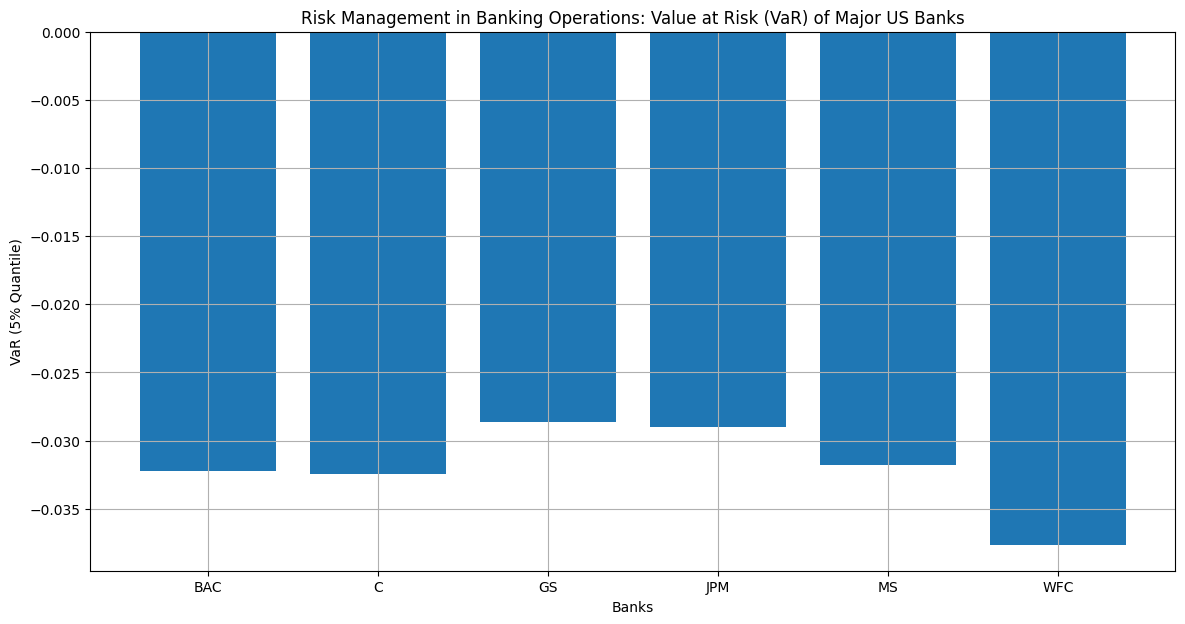 Risk Management in Banking Operations: Value at Risk (VaR) of Major US Banks
0.000
−0.005
−0.010
−0.015
−0.020
−0.025
−0.030
−0.035
VaR (5% Quantile)
BAC
C
GS
JPM
MS
WFC
Banks